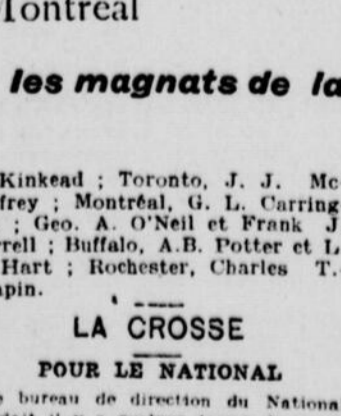 Montréal
les magnats de la
Kinkead ; Toronto, J. J. Mc
frey ; Montréal, G. L. Carring
; Geo. A. O'Neil et Frank J
rrell ; Buffalo, A.B. Potter et L
Hart ; Rochester, Charles T.
apin.
LA CROSSE
POUR LE NATIONAL
e bureau de direction du Nationa